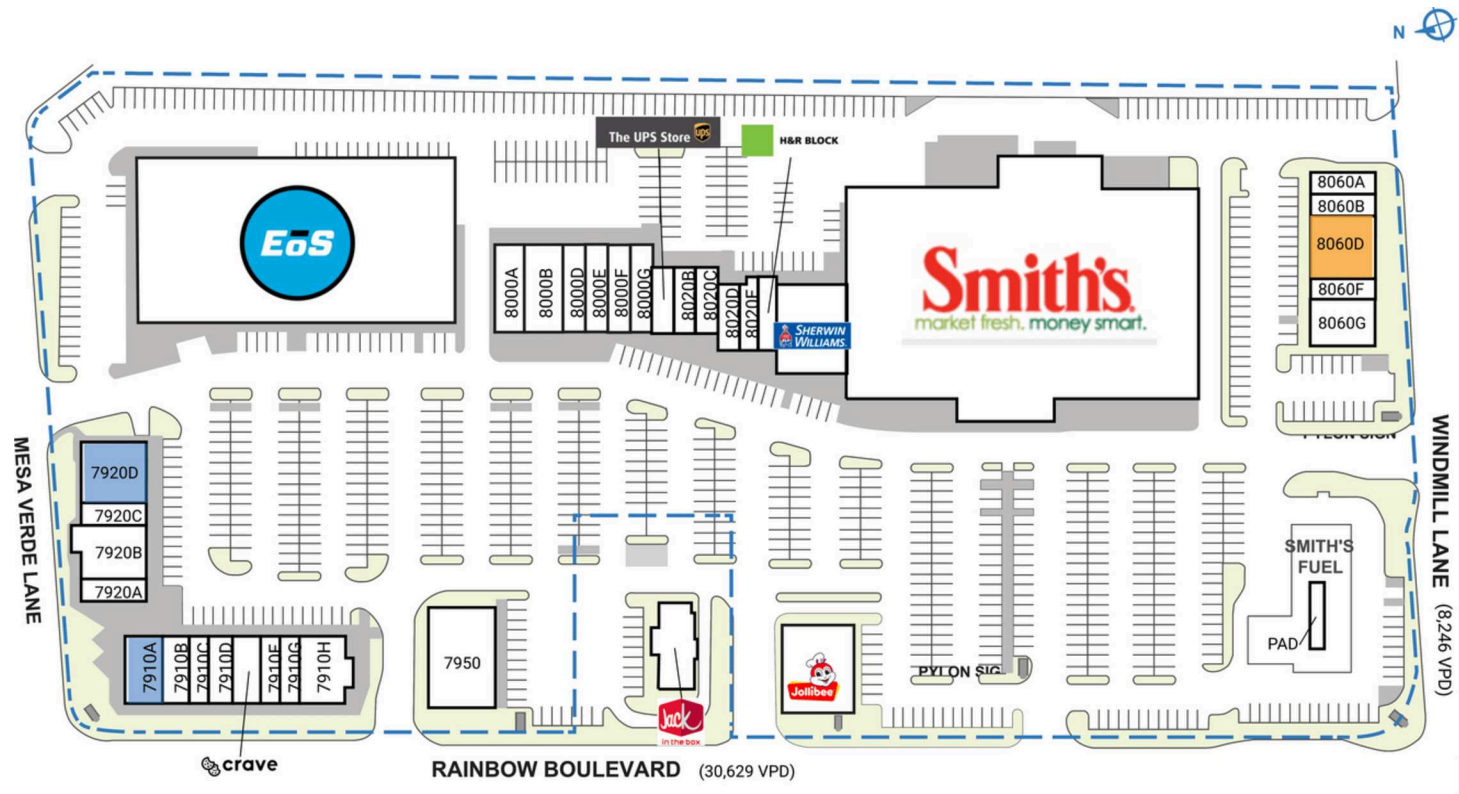 N
The UPS Store
ups
H&R BLOCK
EōS
8000A
8000B
8000D
8000E
8000F
8000G
8020B
8020C
8020D
8020E
SHERWIN
WILLIAMS.
Smith's
market fresh. money smart.
8060A
8060B
8060D
8060F
8060G
PYLON SIGN
MESA VERDE LANE
7920D
7920C
7920B
7920A
7910A
7910B
7910C
7910D
7910F
7910G
7910H
crave
7950
Jack
in the box
Jollibee
PYLON SIG
SMITH'S
FUEL
PAD
WINDMILL LANE (8,246 VPD)
RAINBOW BOULEVARD (30,629 VPD)